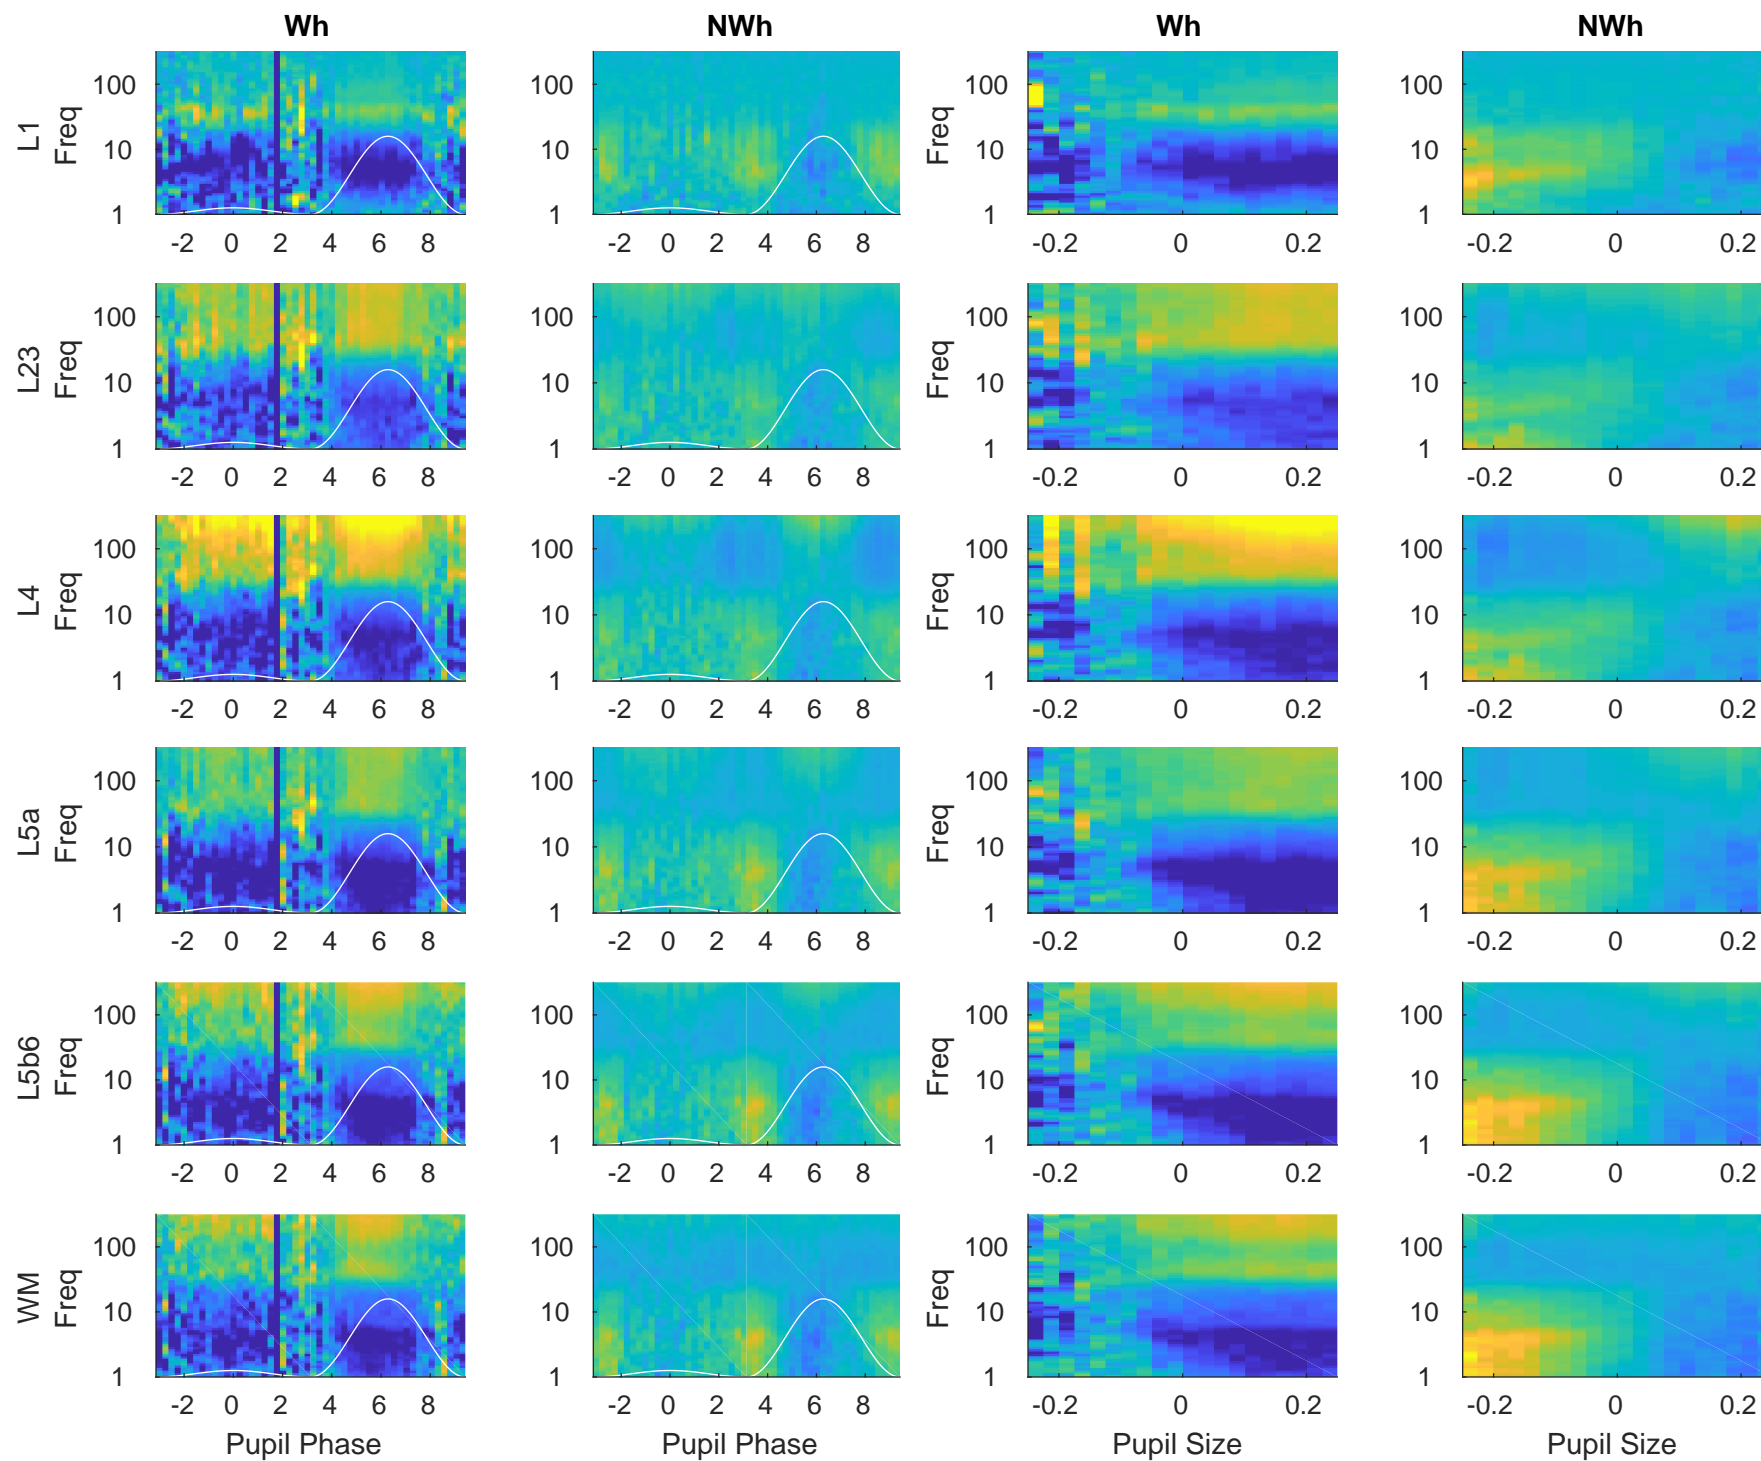 Wh NWh Wh NWh
L1 Freq 100 10 1 Freq 100 10 1 100 10 1 100 10 1
-2 0 2 4 6 8 -2 0 2 4 6 8 -0.2 0 0.2 -0.2 0 0.2
L23 Freq 100 10 1 100 10 1 Freq 100 10 1 100 10 1
-2 0 2 4 6 8 -2 0 2 4 6 8 -0.2 0 0.2 -0.2 0 0.2
L4 Freq 100 10 1 100 10 1 Freq 100 10 1 100 10 1
-2 0 2 4 6 8 -2 0 2 4 6 8 -0.2 0 0.2 -0.2 0 0.2
L5a Freq 100 10 1 100 10 1 Freq 100 10 1 100 10 1
-2 0 2 4 6 8 -2 0 2 4 6 8 -0.2 0 0.2 -0.2 0 0.2
L5b6 Freq 100 10 1 100 10 1 Freq 100 10 1 100 10 1
-2 0 2 4 6 8 -2 0 2 4 6 8 -0.2 0 0.2 -0.2 0 0.2
WM Freq 100 10 1 100 10 1 Freq 100 10 1 100 10 1
-2 0 2 4 6 8 -2 0 2 4 6 8 -0.2 0 0.2 -0.2 0 0.2
Pupil Phase Pupil Phase Pupil Size Pupil Size